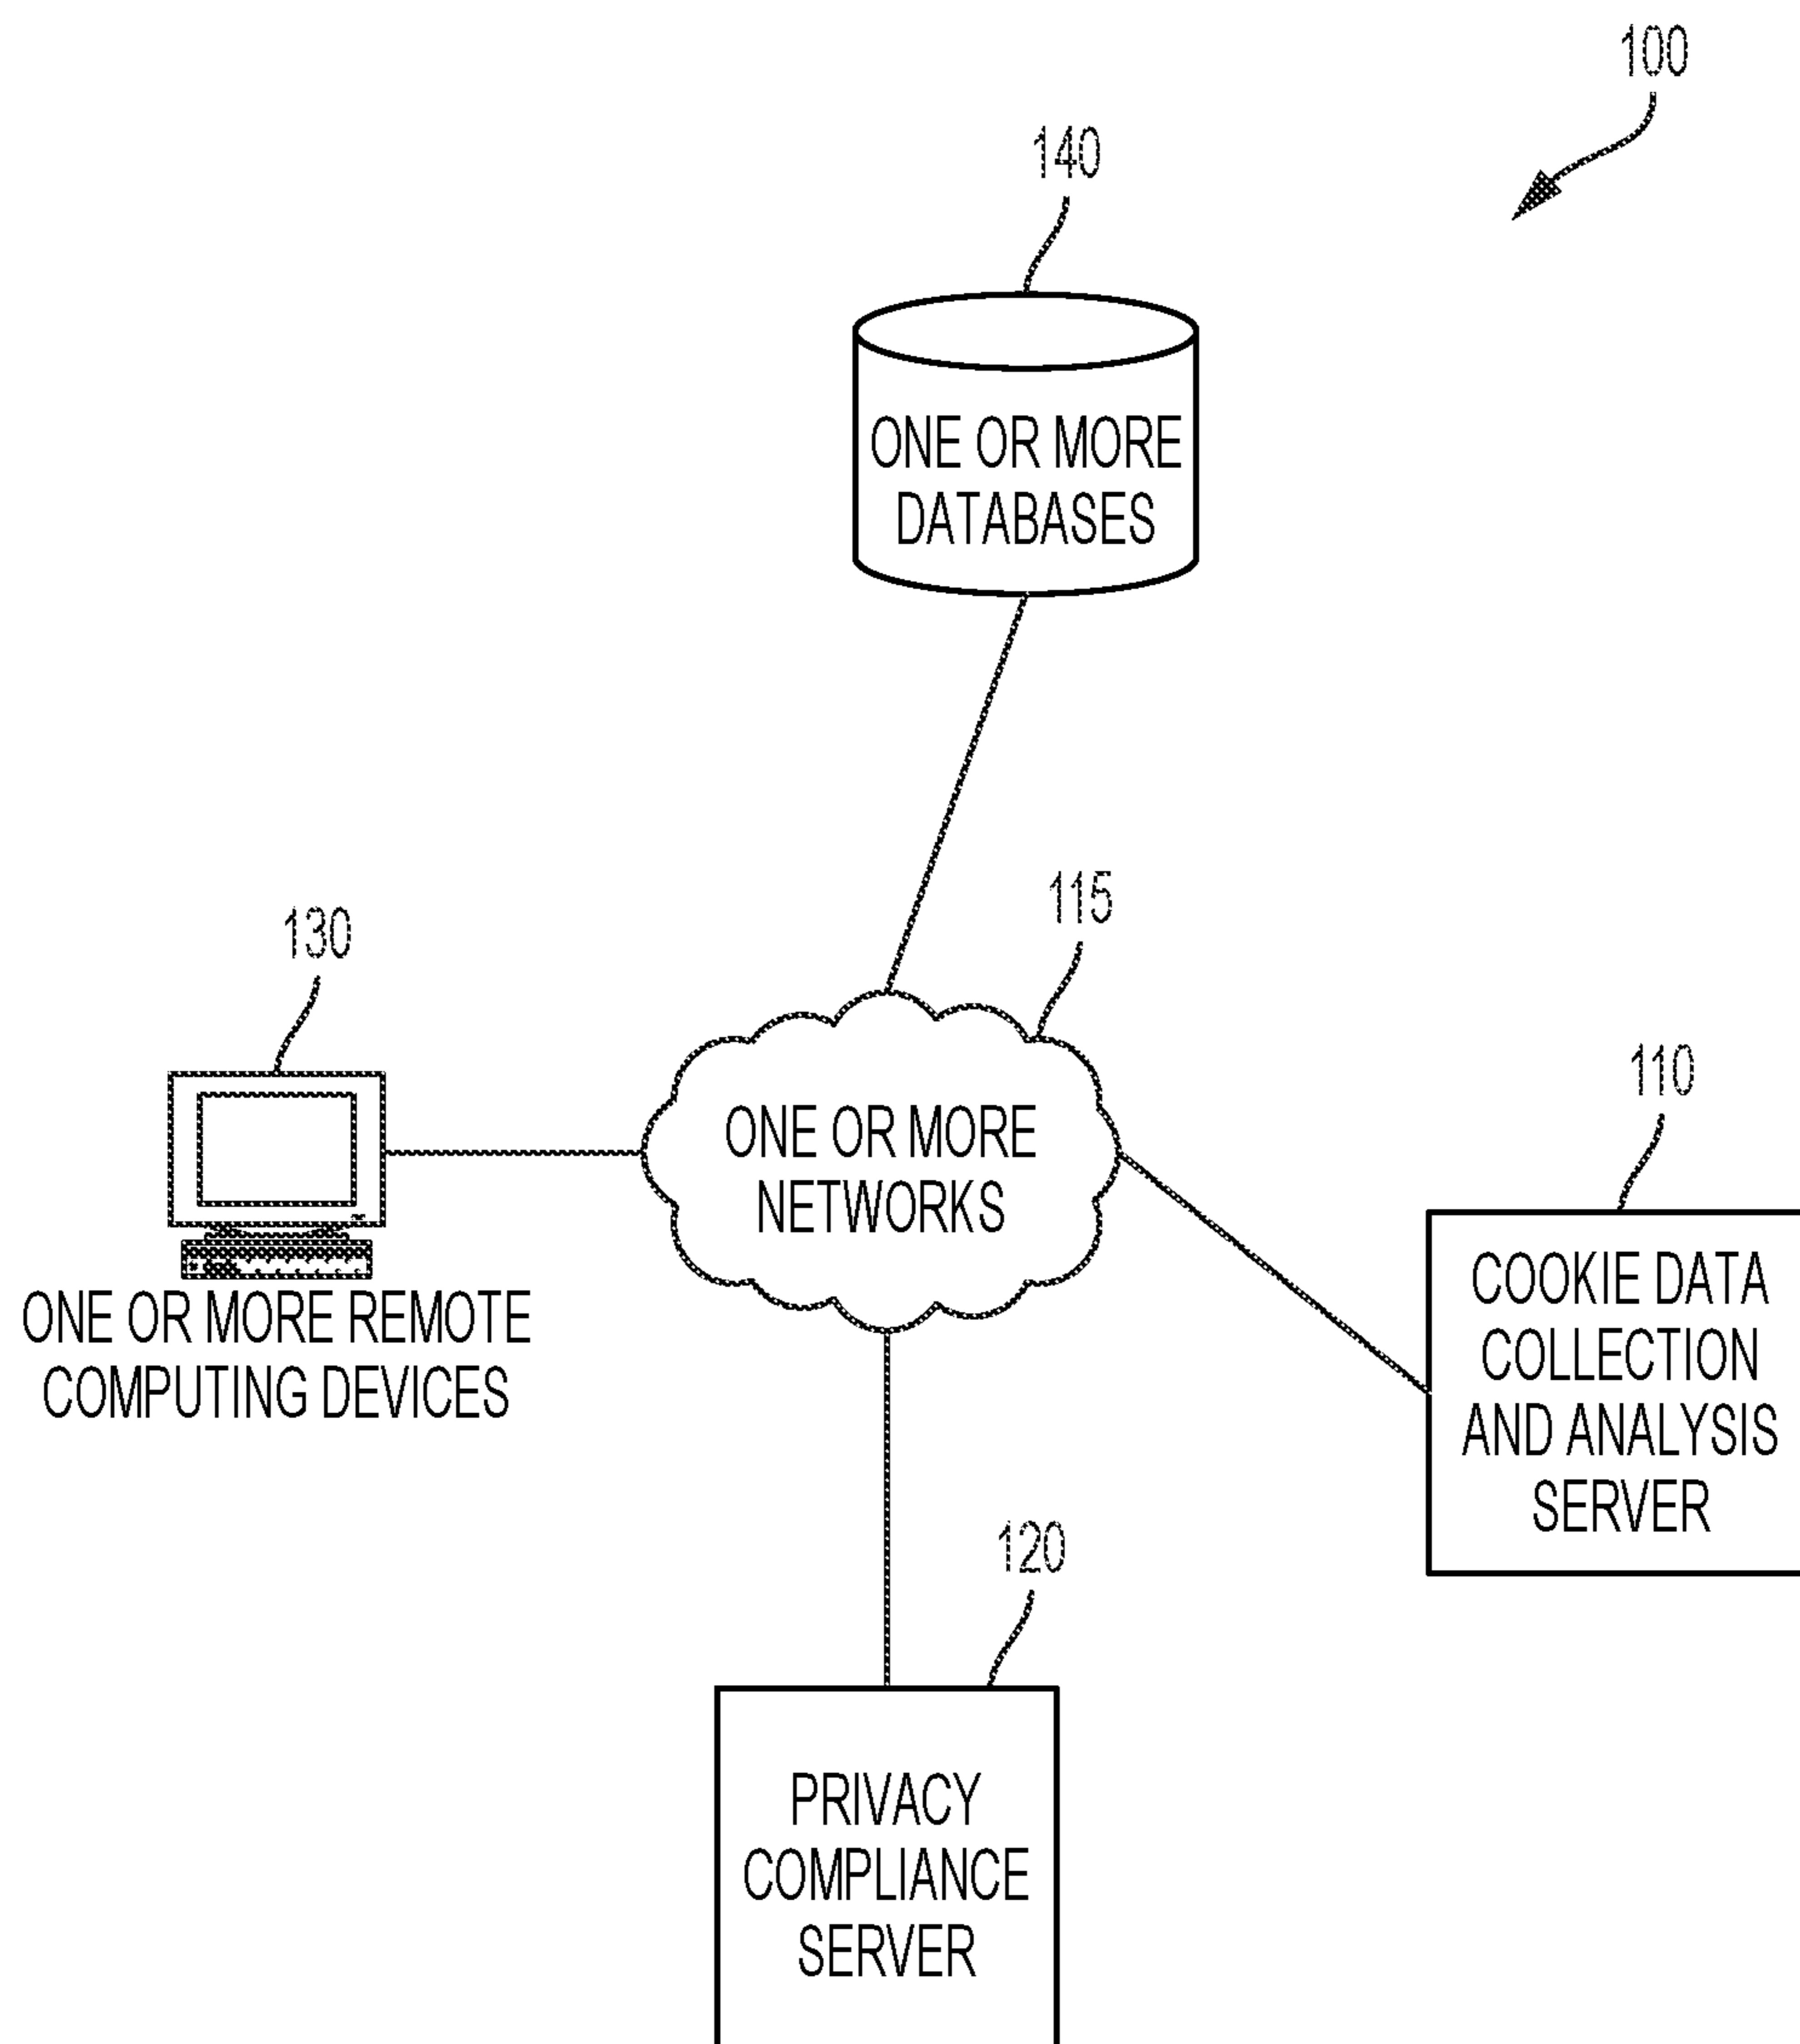 100
140
ONE OR MORE
DATABASES
115
130
110
ONE OR MORE
NETWORKS
COOKIE DATA
COLLECTION
AND ANALYSIS
SERVER
ONE OR MORE REMOTE
COMPUTING DEVICES
120
PRIVACY
COMPLIANCE
SERVER